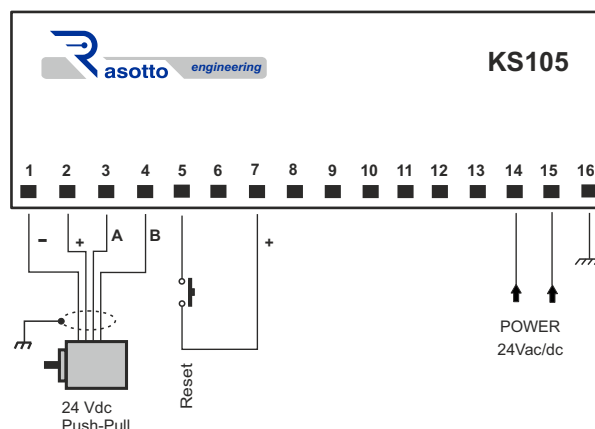 Rasotto engineering
KS105
1 2 3 4 5 6 7 8 9 10 11 12 13 14 15 16
- + A B +
Reset
POWER
24Vac/dc
24 Vdc
Push-Pull